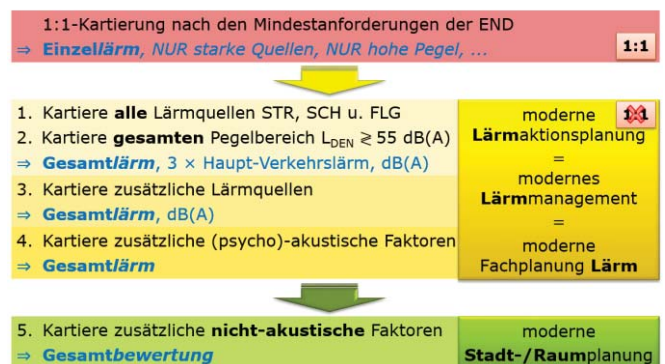 1:1-Kartierung nach den Mindestanforderungen der END
⇒ Einzellärm, NUR starke Quellen, NUR hohe Pegel, ...
1:1
1. Kartiere alle Lärmquellen STR, SCH u. FLG
2. Kartiere gesamten Pegelbereich L_DEN ≳ 55 dB(A)
⇒ Gesamtlärm, 3 × Haupt-Verkehrslärm, dB(A)
3. Kartiere zusätzliche Lärmquellen
⇒ Gesamtlärm, dB(A)
4. Kartiere zusätzliche (psycho)-akustische Faktoren
⇒ Gesamtlärm
moderne
1:1
Lärmaktionsplanung
=
modernes
Lärmmanagement
=
moderne
Fachplanung Lärm
5. Kartiere zusätzliche nicht-akustische Faktoren
⇒ Gesamtbewertung
moderne
Stadt-/Raumplanung